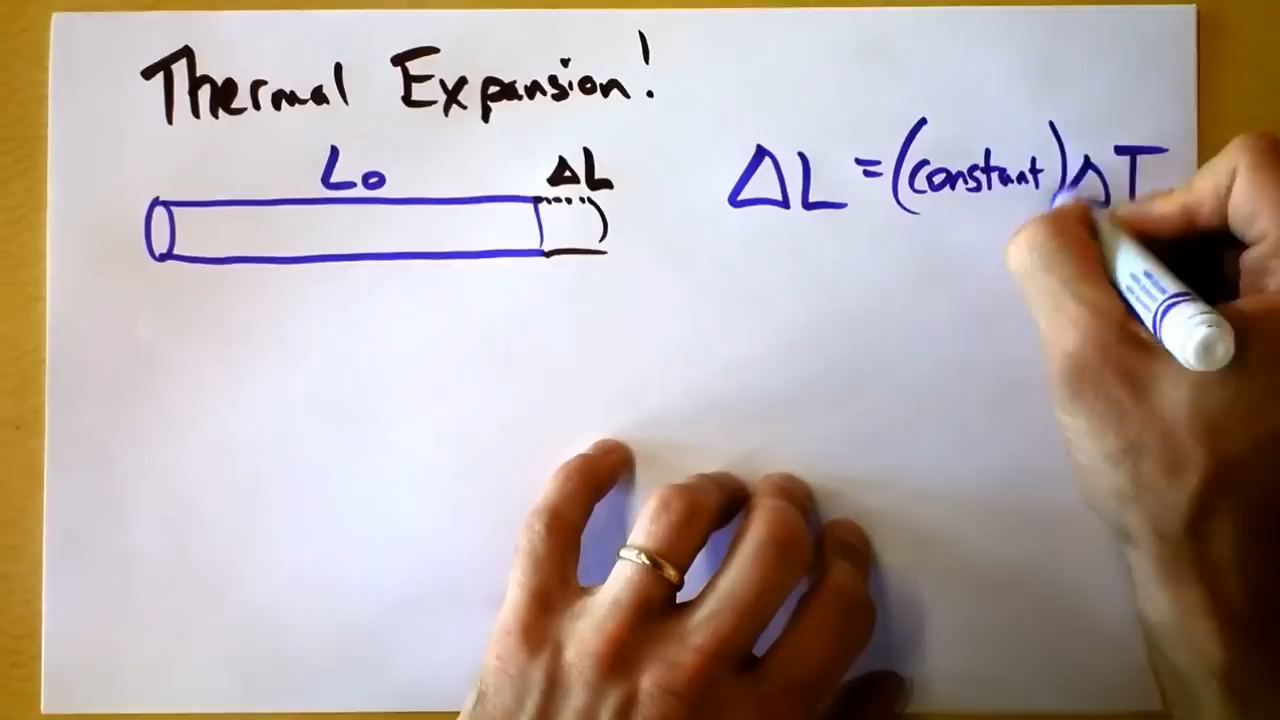 Thermal Expansion!
L₀ ΔL
ΔL = (constant)ΔT